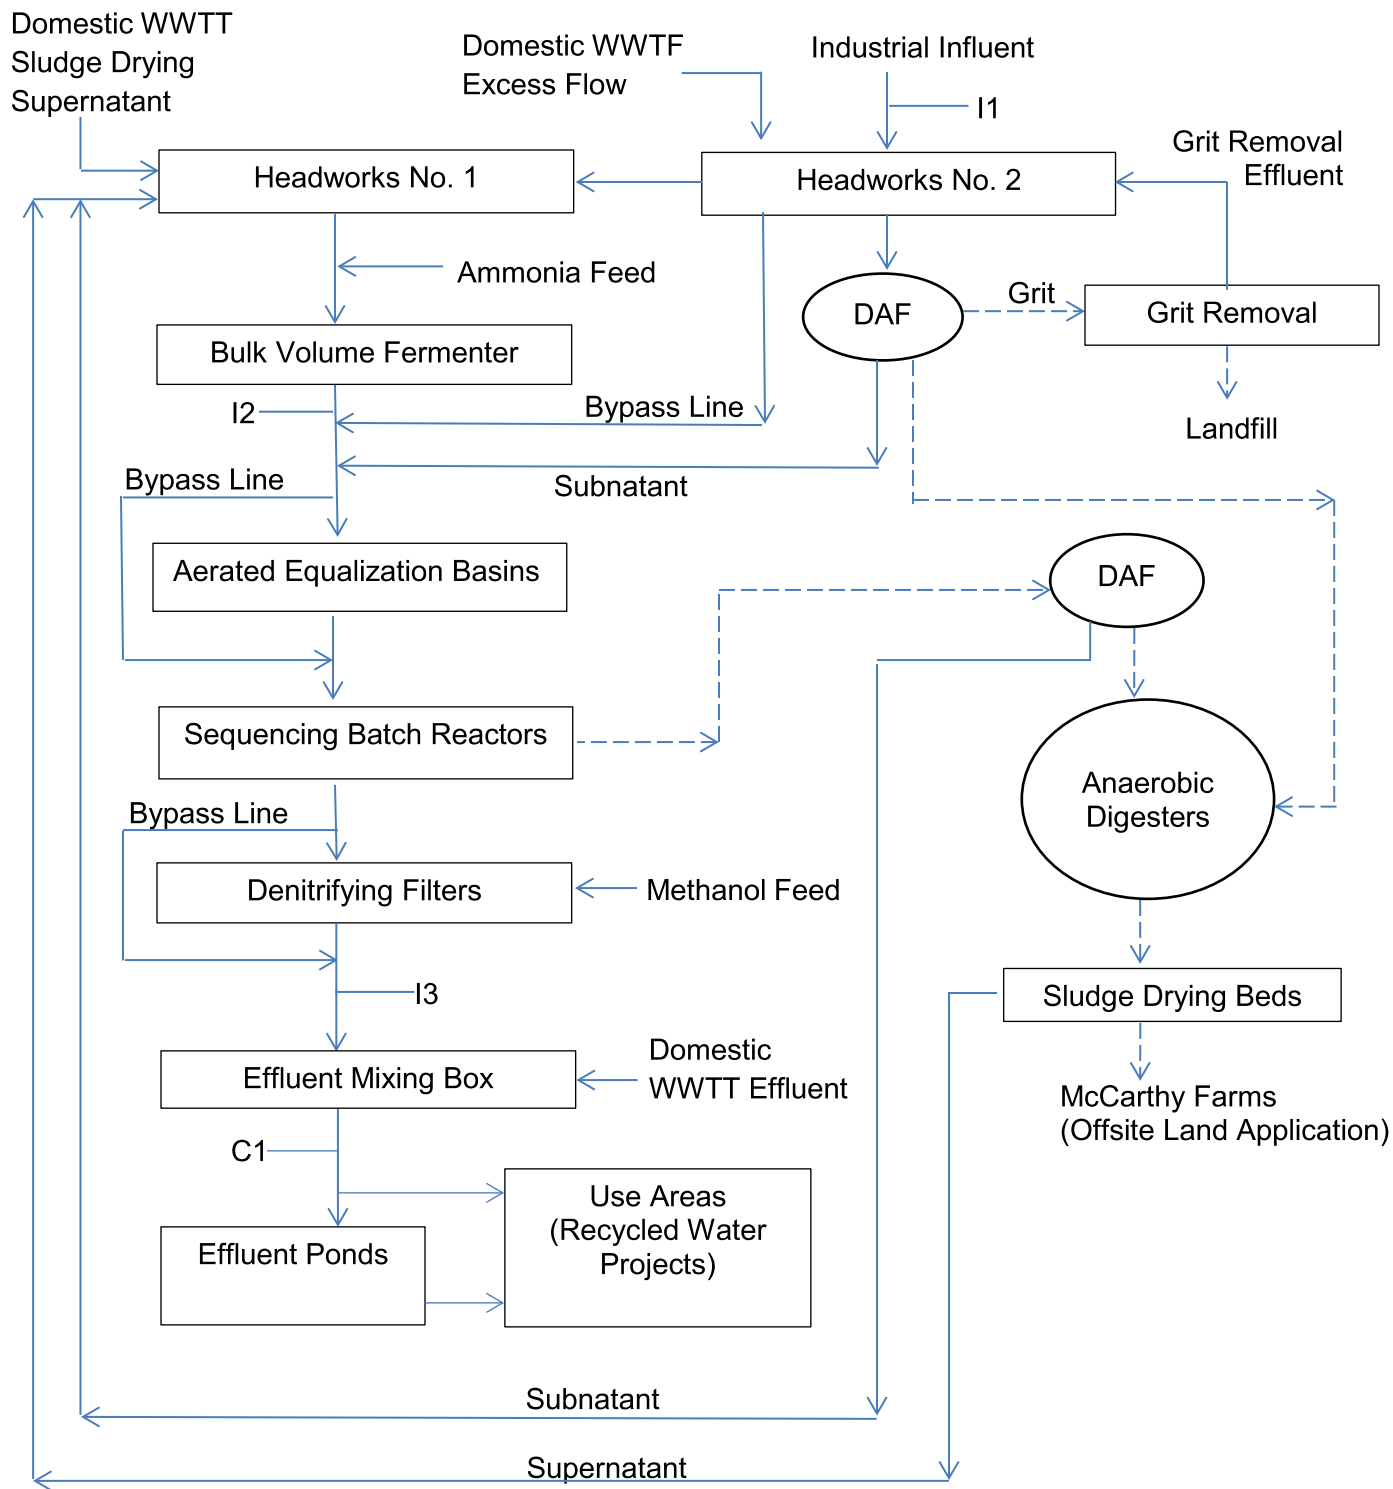 Domestic WWTT
Sludge Drying
Supernatant
Domestic WWTF
Excess Flow
Industrial Influent
I1
Grit Removal
Effluent
Headworks No. 1
Headworks No. 2
Ammonia Feed
DAF
Grit
Grit Removal
Bulk Volume Fermenter
I2
Bypass Line
Landfill
Bypass Line
Subnatant
Aerated Equalization Basins
DAF
Sequencing Batch Reactors
Anaerobic
Digesters
Bypass Line
Denitrifying Filters
Methanol Feed
I3
Sludge Drying Beds
Effluent Mixing Box
Domestic
WWTT Effluent
McCarthy Farms
(Offsite Land Application)
C1
Use Areas
(Recycled Water
Projects)
Effluent Ponds
Subnatant
Supernatant